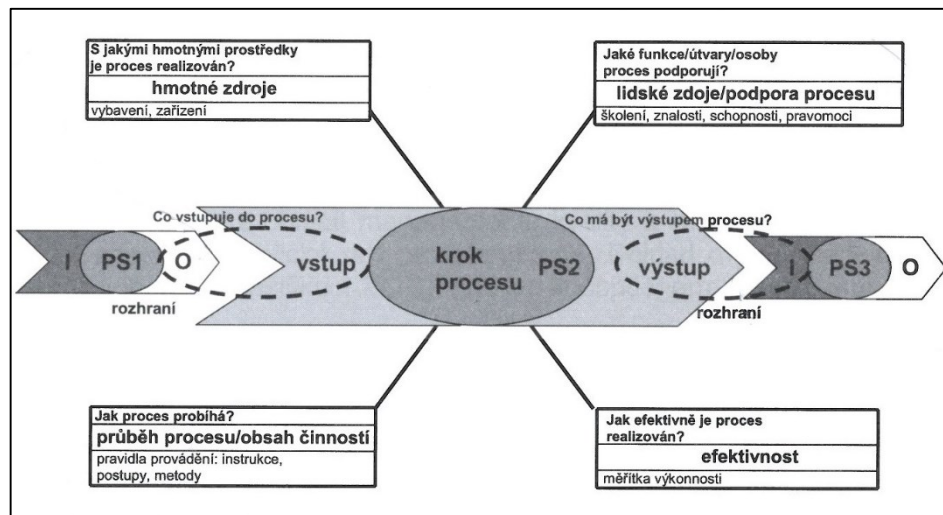 S jakými hmotnými prostředky
je proces realizován?
hmotné zdroje
vybavení, zařízení
Jaké funkce/útvary/osoby
proces podporují?
lidské zdoje/podpora procesu
školení, znalosti, schopnosti, pravomoci
Co vstupuje do procesu?
Co má být výstupem procesu?
I
PS1
O
vstup
krok
procesu
PS2
výstup
I
PS3
O
rozhraní
rozhraní
Jak proces probíhá?
průběh procesu/obsah činností
pravidla provádění: instrukce,
postupy, metody
Jak efektivně je proces
realizován?
efektivnost
měřítka výkonnosti